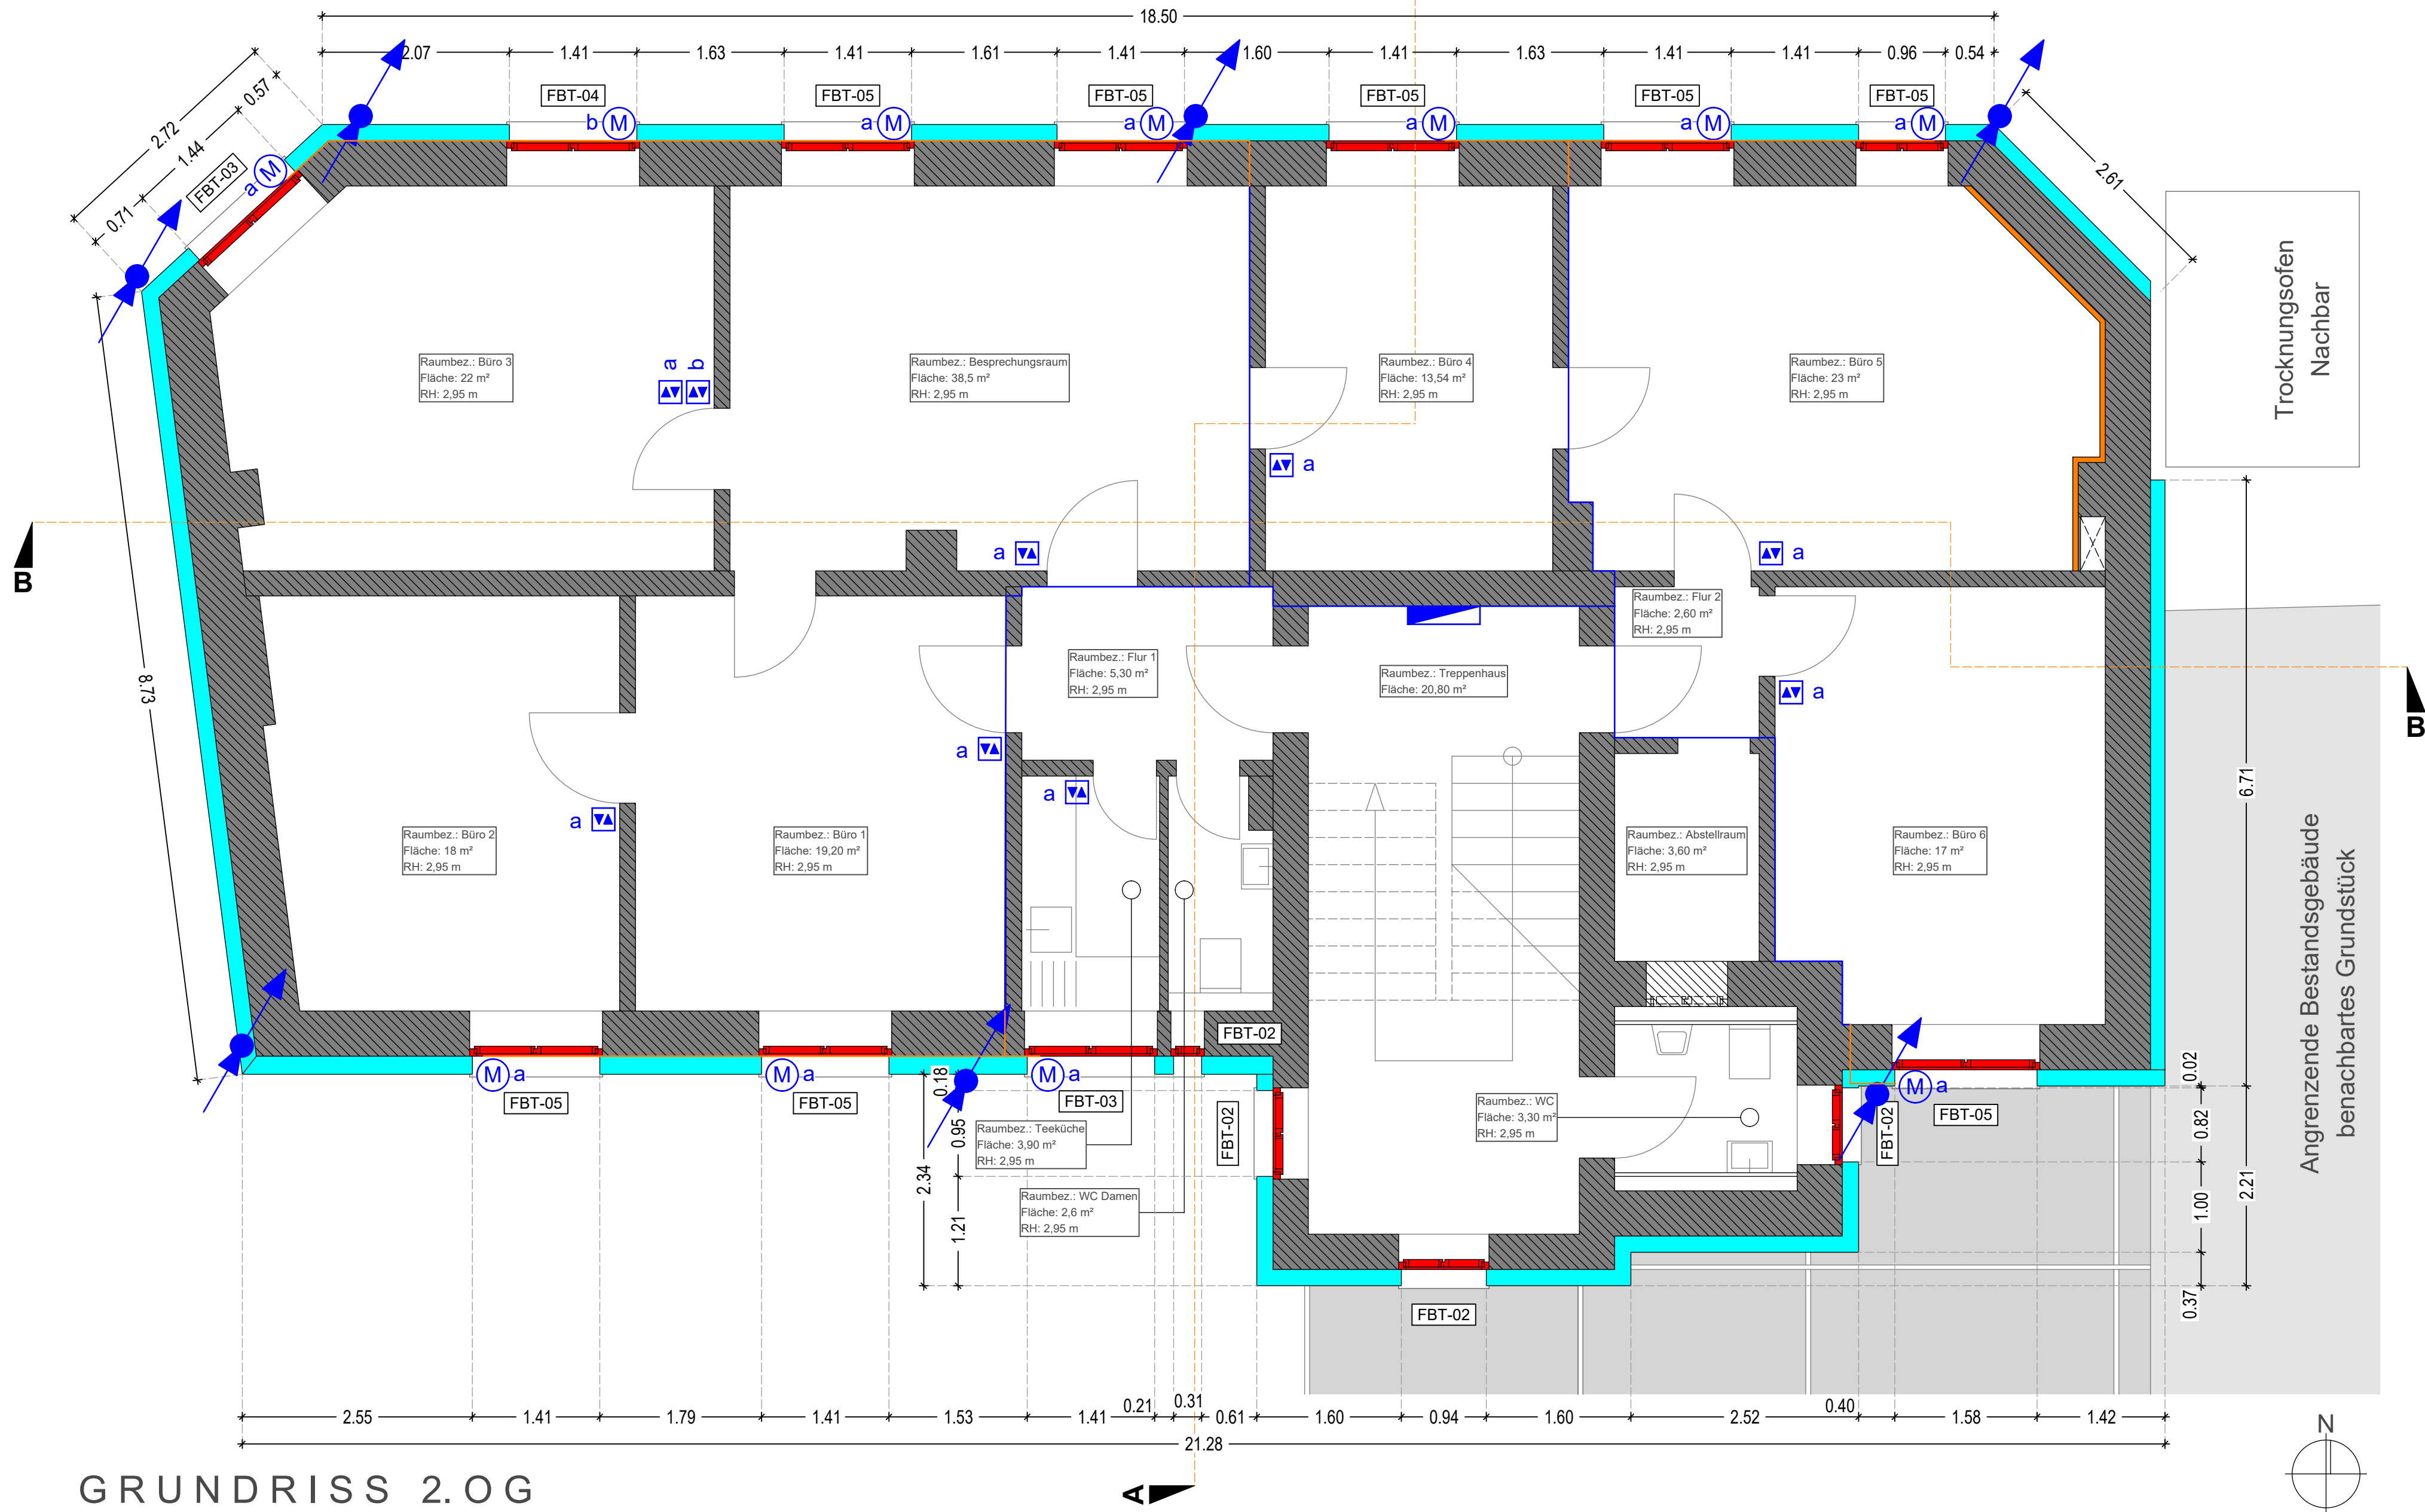 18.50
2.07 1.41 1.63 1.41 1.61 1.41 1.60 1.41 1.63 1.41 1.41 0.96 0.54
2.72
0.57
1.44
0.71
FBT-03
a M
FBT-04
b M
FBT-05
a M
FBT-05
a M
FBT-05
a M
FBT-05
a M
FBT-05
a M
2.61
Trocknungsofen
Nachbar
Raumbez.: Büro 3
Fläche: 22 m²
RH: 2,95 m
a b
Raumbez.: Besprechungsraum
Fläche: 38,5 m²
RH: 2,95 m
Raumbez.: Büro 4
Fläche: 13,54 m²
RH: 2,95 m
Raumbez.: Büro 5
Fläche: 23 m²
RH: 2,95 m
a
B
a
a
Raumbez.: Flur 2
Fläche: 2,60 m²
RH: 2,95 m
Raumbez.: Flur 1
Fläche: 5,30 m²
RH: 2,95 m
Raumbez.: Treppenhaus
Fläche: 20,80 m²
8.73
a
B
a
a
a
6.71
Raumbez.: Büro 2
Fläche: 18 m²
RH: 2,95 m
Raumbez.: Büro 1
Fläche: 19,20 m²
RH: 2,95 m
Raumbez.: Abstellraum
Fläche: 3,60 m²
RH: 2,95 m
Raumbez.: Büro 6
Fläche: 17 m²
RH: 2,95 m
Angrenzende Bestandsgebäude
benachbartes Grundstück
FBT-02
M a
FBT-05
M a
FBT-05
M a
FBT-03
0.18
0.95
2.34
1.21
Raumbez.: Teeküche
Fläche: 3,90 m²
RH: 2,95 m
Raumbez.: WC Damen
Fläche: 2,6 m²
RH: 2,95 m
FBT-02
Raumbez.: WC
Fläche: 3,30 m²
RH: 2,95 m
FBT-02
M a
FBT-05
0.02
0.82
1.00
0.37
2.21
FBT-02
2.55 1.41 1.79 1.41 1.53 1.41 0.21 0.31 0.61 1.60 0.94 1.60 2.52 0.40 1.58 1.42
21.28
N
GRUNDRISS 2.OG
A